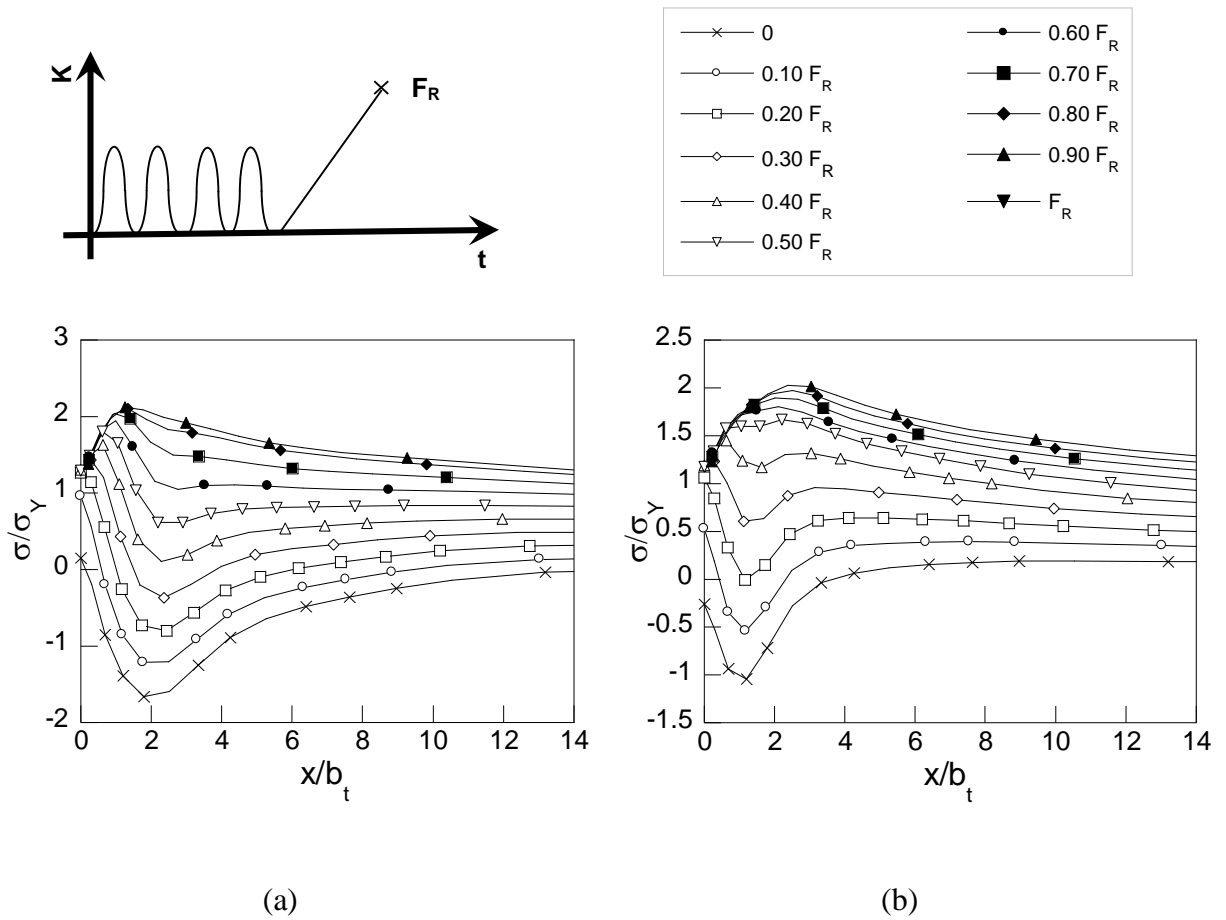 K
F_R
t
0
0.10 F_R
0.20 F_R
0.30 F_R
0.40 F_R
0.50 F_R
0.60 F_R
0.70 F_R
0.80 F_R
0.90 F_R
F_R
3
2
1
0
-1
-2
σ/σ_Y
0 2 4 6 8 10 12 14
x/b_t
2.5
2
1.5
1
0.5
0
-0.5
-1
-1.5
σ/σ_Y
0 2 4 6 8 10 12 14
x/b_t
(a) (b)